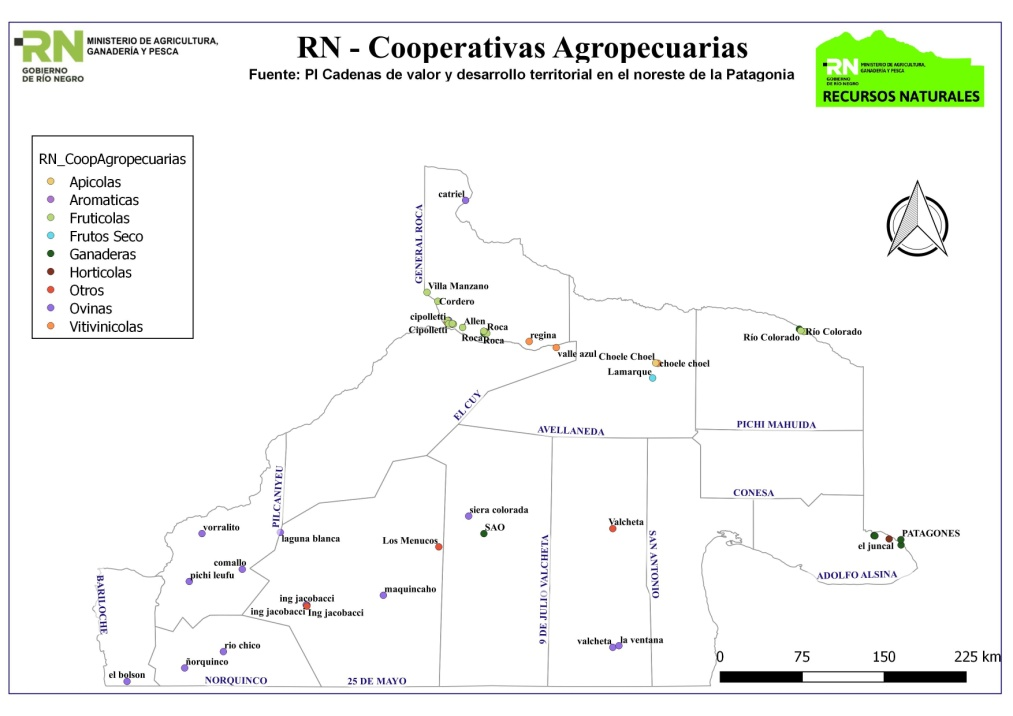 RN
MINISTERIO DE AGRICULTURA,
GANADERÍA Y PESCA
GOBIERNO
DE RÍO NEGRO
RN - Cooperativas Agropecuarias
Fuente: PI Cadenas de valor y desarrollo territorial en el noreste de la Patagonia
RN
MINISTERIO DE AGRICULTURA,
GANADERÍA Y PESCA
GOBIERNO
DE RÍO NEGRO
RECURSOS NATURALES
RN_CoopAgropecuarias
Apicolas
Aromaticas
Fruticolas
Frutos Seco
Ganaderas
Horticolas
Otros
Ovinas
Vitivinicolas
catriel
GENERAL ROCA
Villa Manzano
Cordero
cipolletti
Cipolletti
Allen
Roca
Roca
Roca
regina
valle azul
Choele Choel
choele choel
Lamarque
Río Colorado
Río Colorado
EL CUY
AVELLANEDA
PICHI MAHUIDA
CONESA
PILCANIYEU
siera colorada
SAO
Valcheta
vorralito
laguna blanca
Los Menucos
PATAGONES
el juncal
comallo
pichi leufu
ADOLFO ALSINA
BARILOCHE
9 DE JULIO
VALCHETA
SAN ANTONIO
maquincaho
ing jacobacci
ing jacobacci
Ing jacobacci
rio chico
ñorquinco
valcheta
la ventana
el bolson
NORQUINCO
25 DE MAYO
0 75 150 225 km